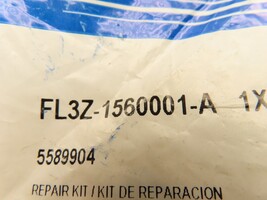 FL3Z-1560001-A 1X
5589904
REPAIR KIT / KIT DE REPARACION